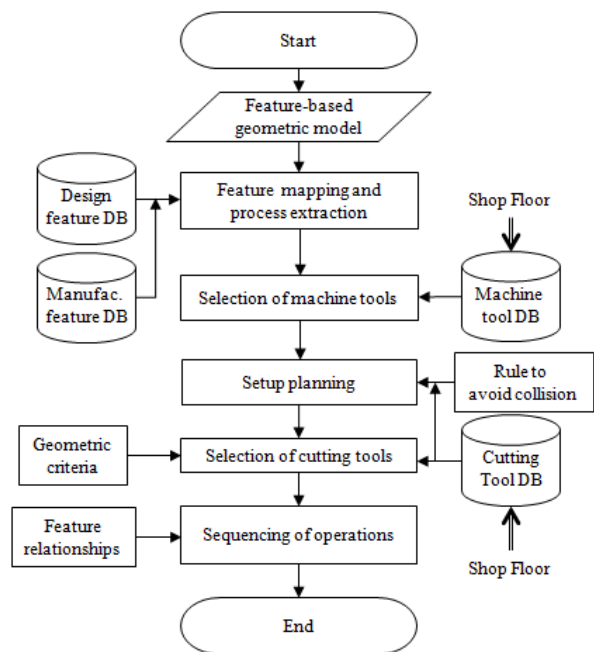 Start
Feature-based
geometric model
Design
feature DB
Feature mapping and
process extraction
Shop Floor
Manufac.
feature DB
Selection of machine tools
Machine
tool DB
Setup planning
Rule to
avoid collision
Geometric
criteria
Selection of cutting tools
Cutting
Tool DB
Feature
relationships
Sequencing of operations
Shop Floor
End